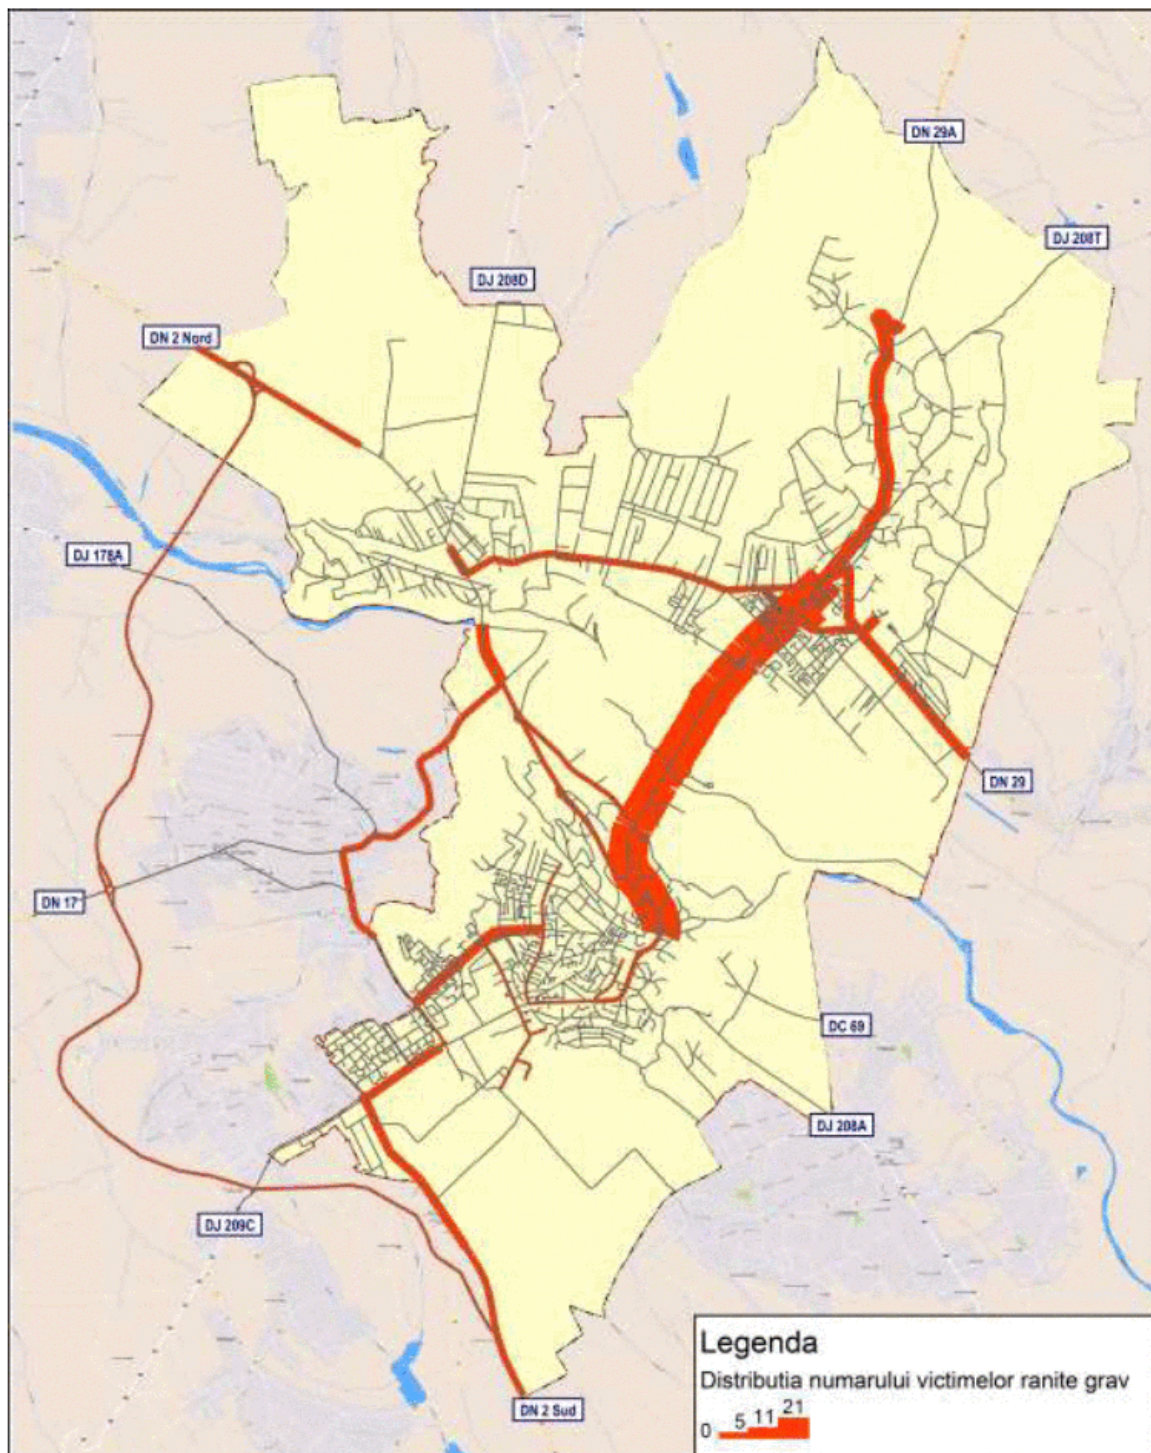 DN 29A
DJ 208T
DJ 208D
DN 2 Nord
DJ 178A
DN 29
DN 17
DC 69
DJ 208A
DJ 209C
DN 2 Sud
Legenda
Distributia numarului victimelor ranite grav
0 5 11 21